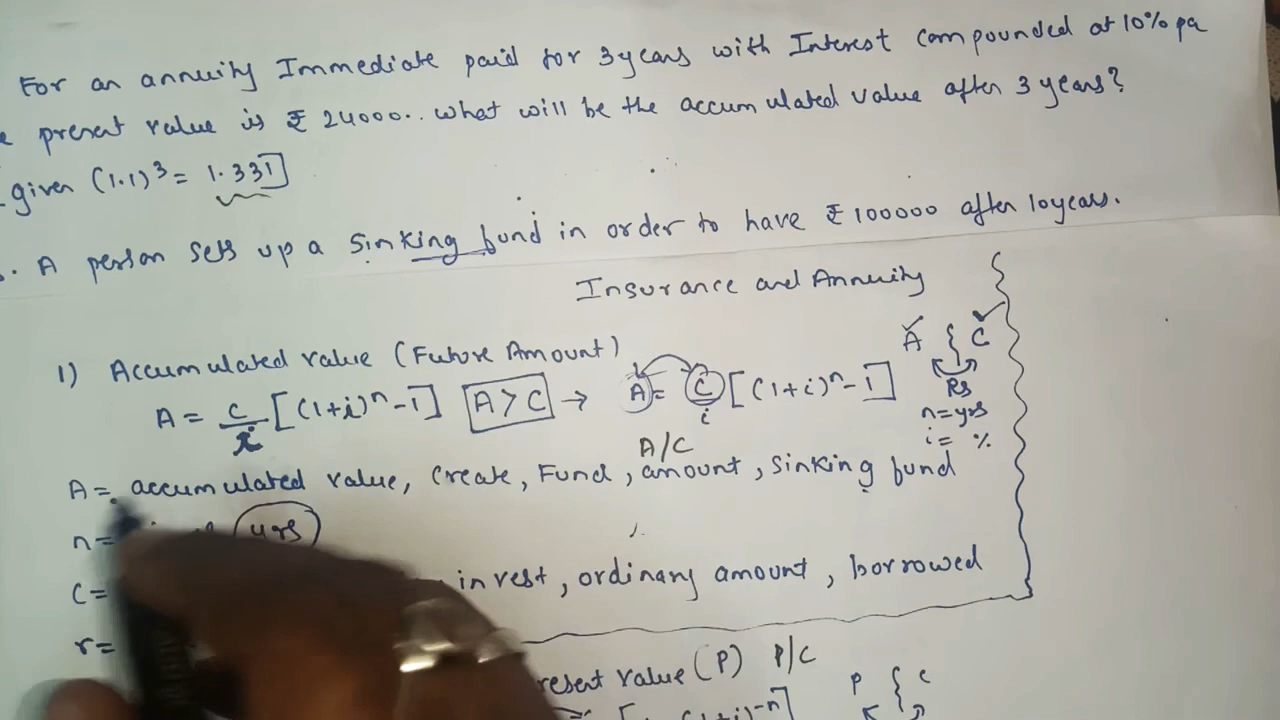 For an annuity Immediate paid for 3 years with Interest compounded at 10% pa
present value is ₹ 24000.. what will be the accumulated value after 3 years?
given (1.1)³ = 1.331]
. A person sets up a sinking fund in order to have ₹ 100000 after 10 years.
Insurance and Annuity
1) Accumulated value (Future Amount)
A = C/i [(1+i)ⁿ-1] A > C → A = C/i [(1+i)ⁿ-1]
A { C
Rs
n=yrs
i= %
A/C
A = accumulated value, Create, Fund, amount, sinking fund
n= yrs
C= invest, ordinary amount, borrowed
r=
resent value (P) P/C
P { C
(1+i)⁻ⁿ]